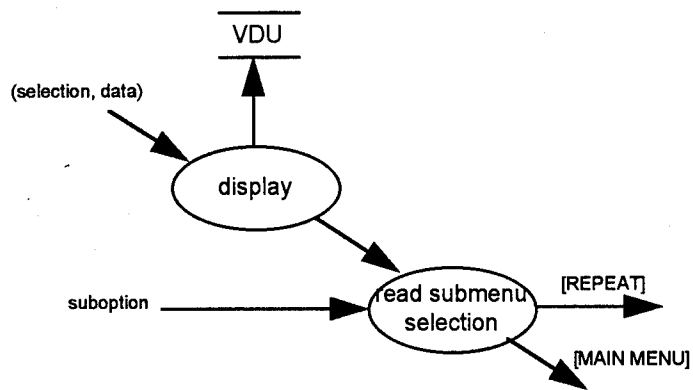 VDU
(selection, data)
display
suboption
read submenu
selection
[REPEAT]
[MAIN MENU]